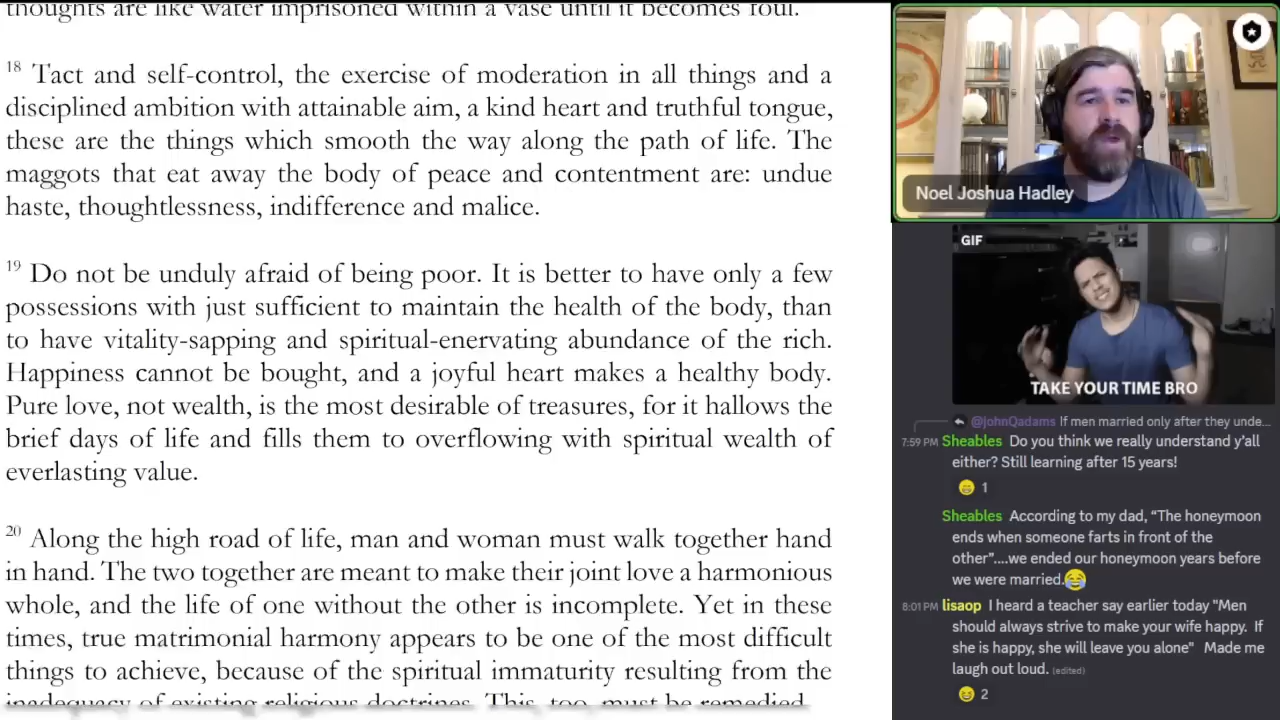 thoughts are like water imprisoned within a vase until it becomes foul.
18 Tact and self-control, the exercise of moderation in all things and a
disciplined ambition with attainable aim, a kind heart and truthful tongue,
these are the things which smooth the way along the path of life. The
maggots that eat away the body of peace and contentment are: undue
haste, thoughtlessness, indifference and malice.
19 Do not be unduly afraid of being poor. It is better to have only a few
possessions with just sufficient to maintain the health of the body, than
to have vitality-sapping and spiritual-enervating abundance of the rich.
Happiness cannot be bought, and a joyful heart makes a healthy body.
Pure love, not wealth, is the most desirable of treasures, for it hallows the
brief days of life and fills them to overflowing with spiritual wealth of
everlasting value.
20 Along the high road of life, man and woman must walk together hand
in hand. The two together are meant to make their joint love a harmonious
whole, and the life of one without the other is incomplete. Yet in these
times, true matrimonial harmony appears to be one of the most difficult
things to achieve, because of the spiritual immaturity resulting from the
inadequacy of existing religious doctrines. This, too, must be remedied
Noel Joshua Hadley
GIF
TAKE YOUR TIME BRO
@JohnQadams If men married only after they unde...
7:59 PM Sheables Do you think we really understand y'all
either? Still learning after 15 years!
😁 1
Sheables According to my dad, “The honeymoon
ends when someone farts in front of the
other”....we ended our honeymoon years before
we were married.😂
8:01 PM lisaop I heard a teacher say earlier today "Men
should always strive to make your wife happy. If
she is happy, she will leave you alone" Made me
laugh out loud. (edited)
😆 2